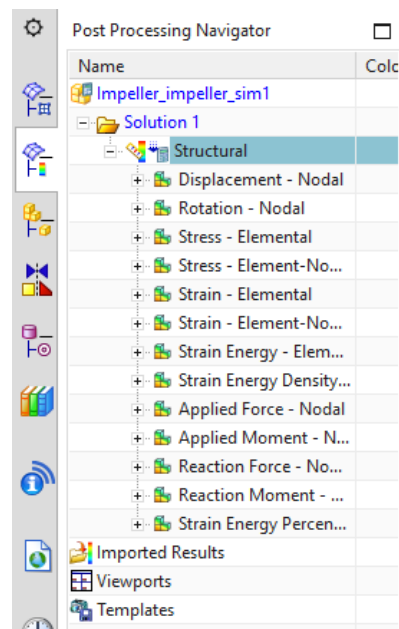 Post Processing Navigator
Name Colo
Impeller_impeller_sim1
Solution 1
Structural
Displacement - Nodal
Rotation - Nodal
Stress - Elemental
Stress - Element-No...
Strain - Elemental
Strain - Element-No...
Strain Energy - Elem...
Strain Energy Density...
Applied Force - Nodal
Applied Moment - N...
Reaction Force - No...
Reaction Moment - ...
Strain Energy Percen...
Imported Results
Viewports
Templates